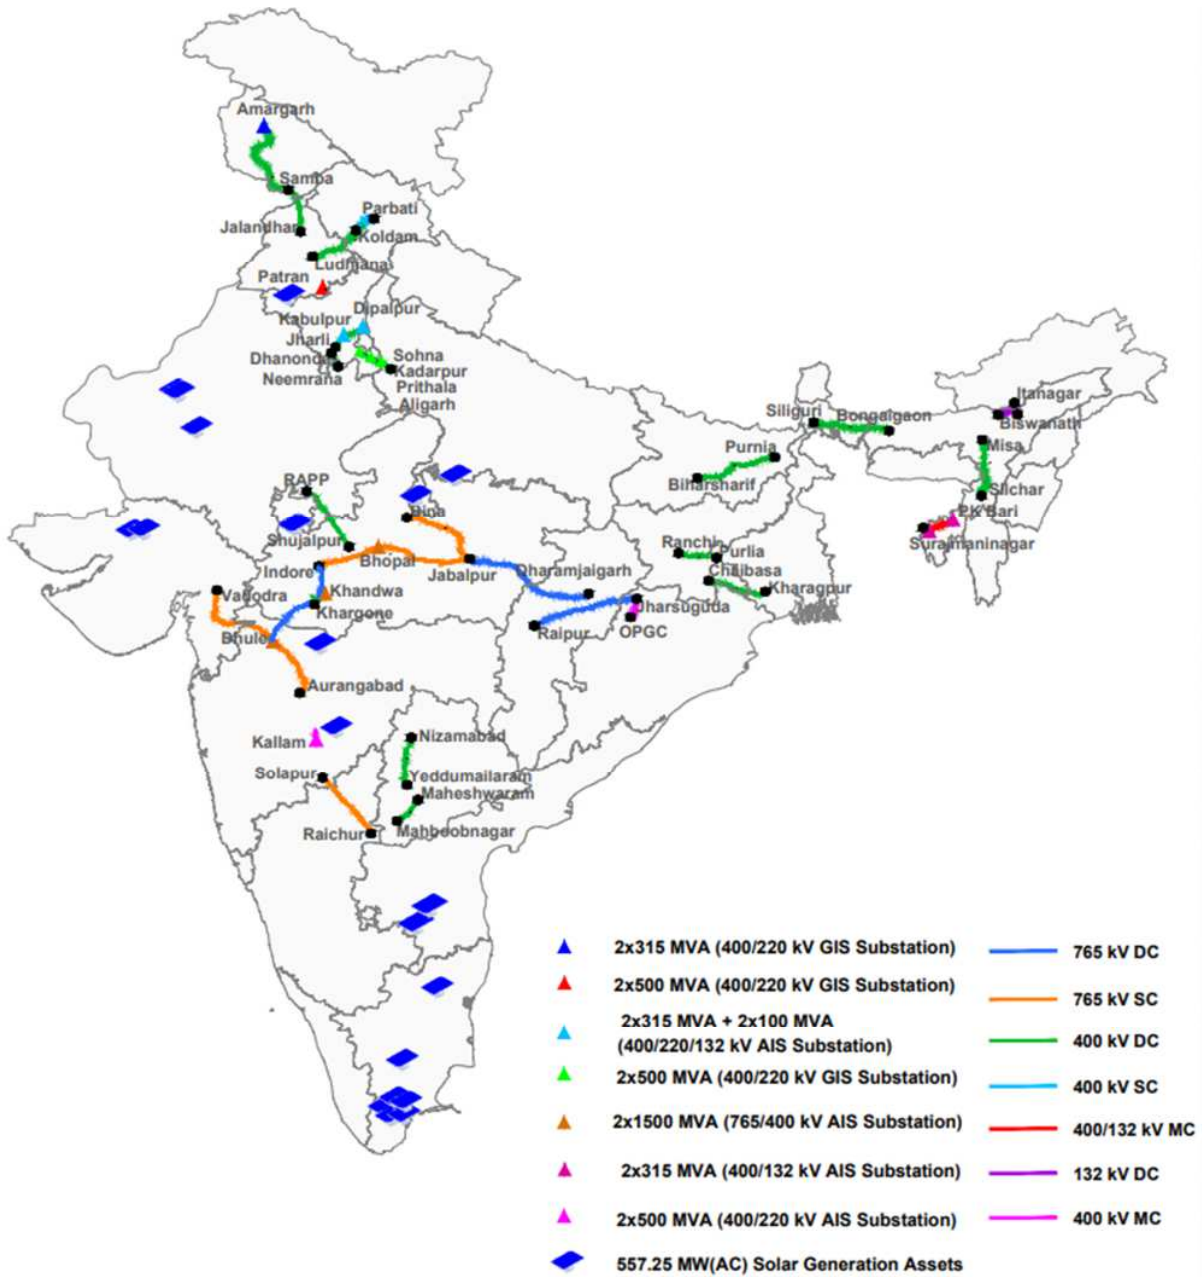 Amargarh
Samba
Jalandhar
Parbati
Koldam
Ludhiana
Patran
Dipalpur
Kabulpur
Jharli
Dhanonda
Neemrana
Sohna
Kadarpur
Prithala
Aligarh
Itanagar
Biswanath
Siliguri
Bongaigaon
Misa
Purnia
Biharsharif
Silchar
PK Bari
Surajmaninagar
RAPP
Bina
Shujalpur
Ranchi
Purlia
Indore
Bhopal
Jabalpur
Dharamjaigarh
Chaibasa
Kharagpur
Khandwa
Vadodra
Khargone
Jharsuguda
OPGC
Raipur
Dhule
Aurangabad
Kallam
Nizamabad
Solapur
Yeddumailaram
Maheshwaram
Raichur
Mahboobnagar
2x315 MVA (400/220 kV GIS Substation)
2x500 MVA (400/220 kV GIS Substation)
2x315 MVA + 2x100 MVA
(400/220/132 kV AIS Substation)
2x500 MVA (400/220 kV GIS Substation)
2x1500 MVA (765/400 kV AIS Substation)
2x315 MVA (400/132 kV AIS Substation)
2x500 MVA (400/220 kV AIS Substation)
557.25 MW(AC) Solar Generation Assets
765 kV DC
765 kV SC
400 kV DC
400 kV SC
400/132 kV MC
132 kV DC
400 kV MC